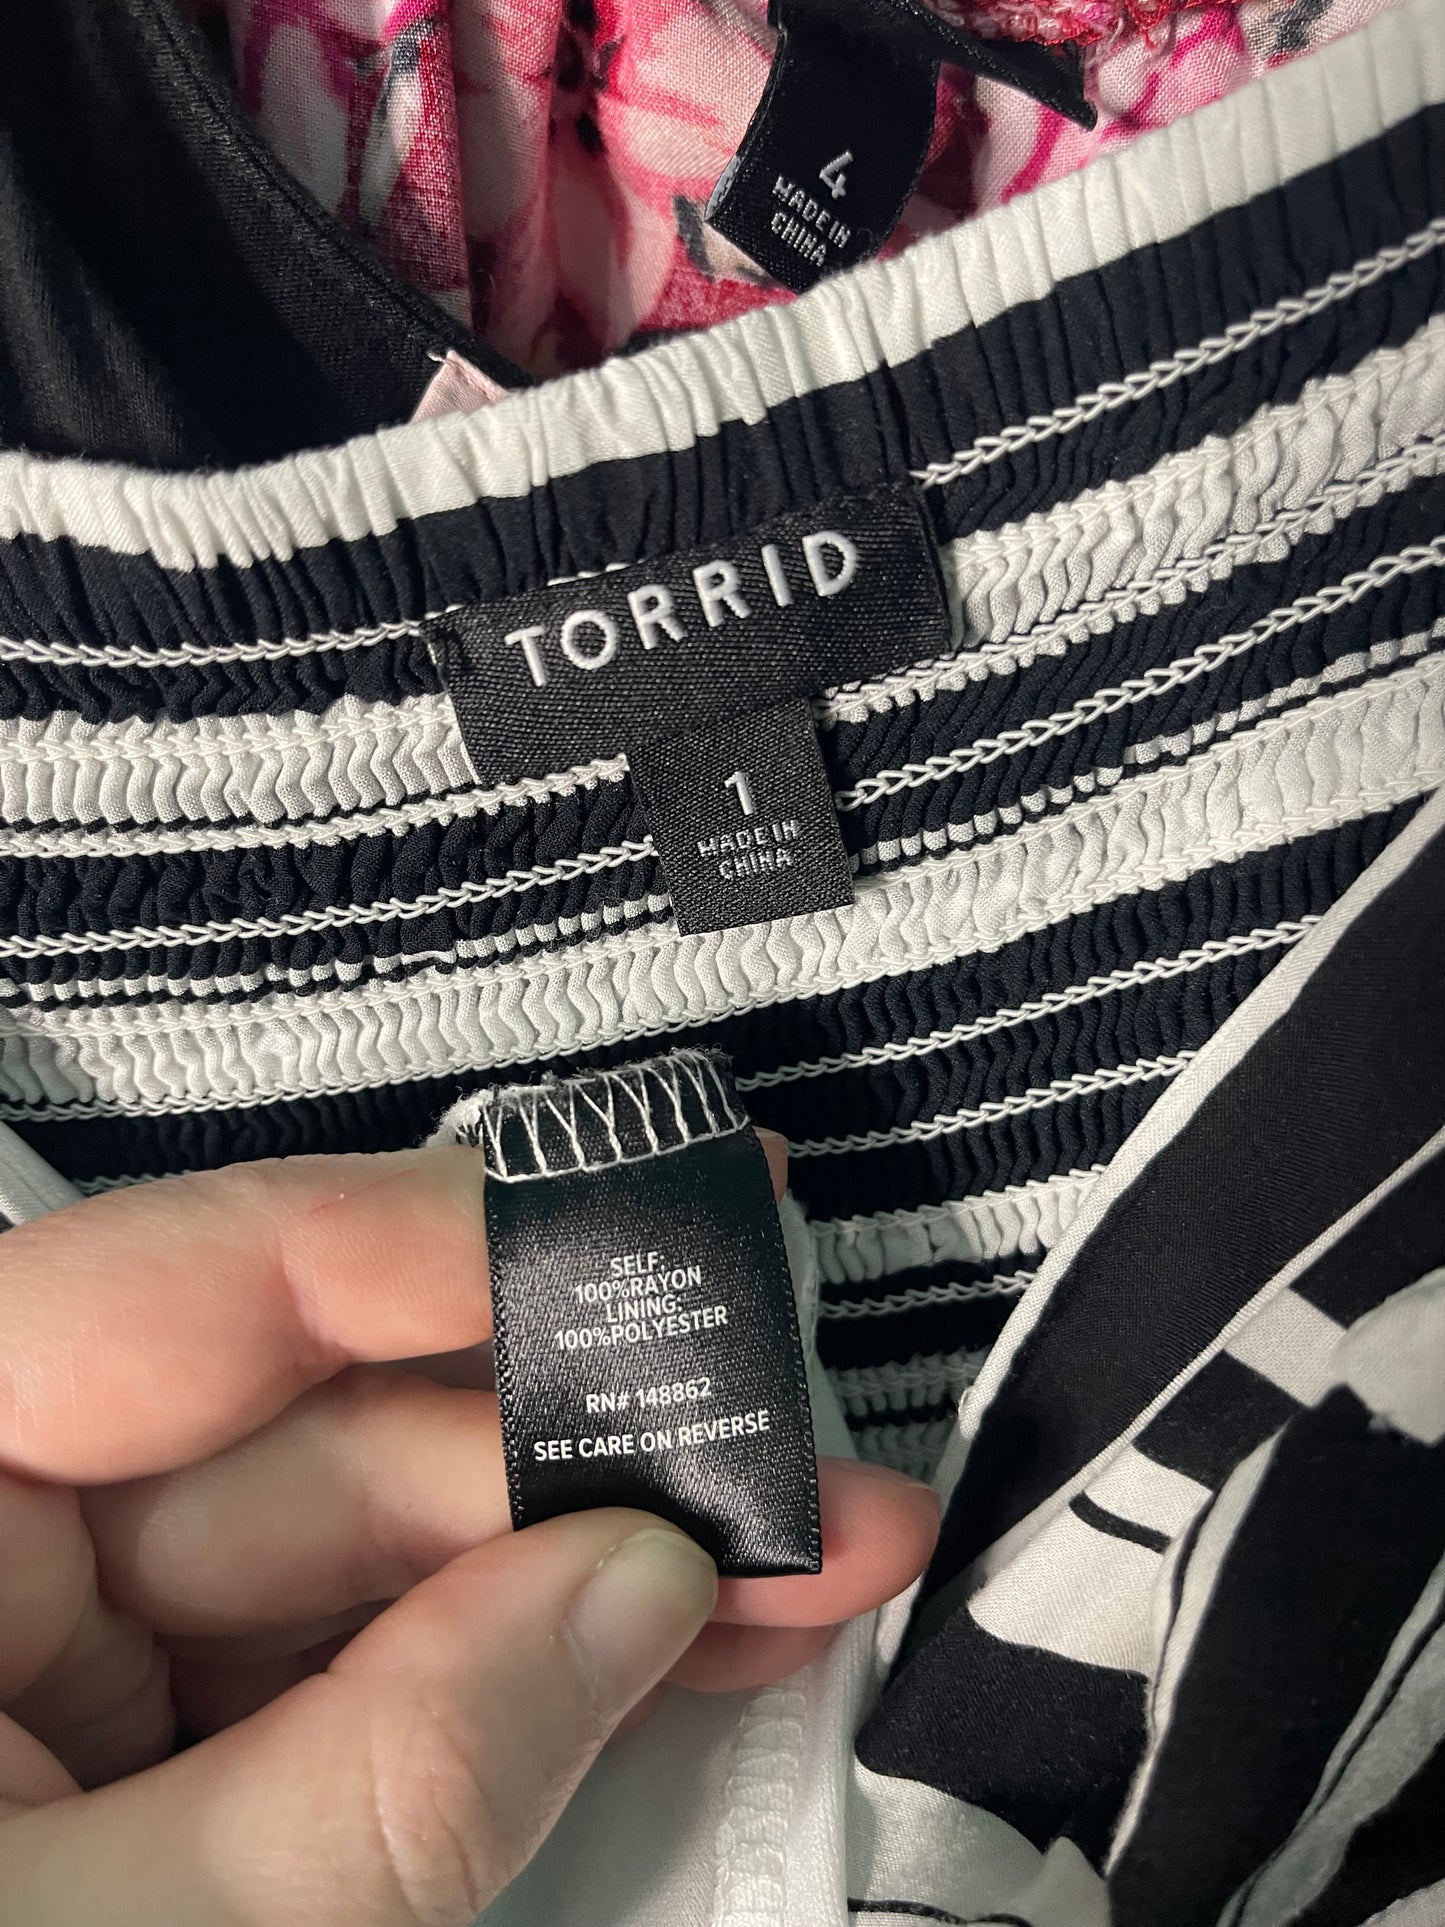 4
MADE IN
CHINA
TORRID
1
MADE IN
CHINA
SELF:
100%RAYON
LINING:
100%POLYESTER
RN# 148862
SEE CARE ON REVERSE